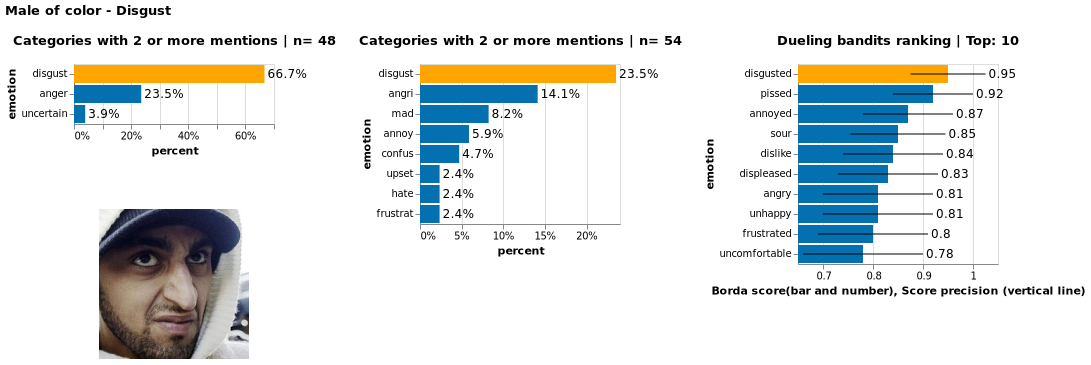 Male of color - Disgust
Categories with 2 or more mentions | n= 48
emotion
disgust 66.7%
anger 23.5%
uncertain 3.9%
0% 20% 40% 60%
percent
Categories with 2 or more mentions | n= 54
emotion
disgust 23.5%
angri 14.1%
mad 8.2%
annoy 5.9%
confus 4.7%
upset 2.4%
hate 2.4%
frustrat 2.4%
0% 5% 10% 15% 20%
percent
Dueling bandits ranking | Top: 10
emotion
disgusted 0.95
pissed 0.92
annoyed 0.87
sour 0.85
dislike 0.84
displeased 0.83
angry 0.81
unhappy 0.81
frustrated 0.8
uncomfortable 0.78
0.7 0.8 0.9 1
Borda score(bar and number), Score precision (vertical line)